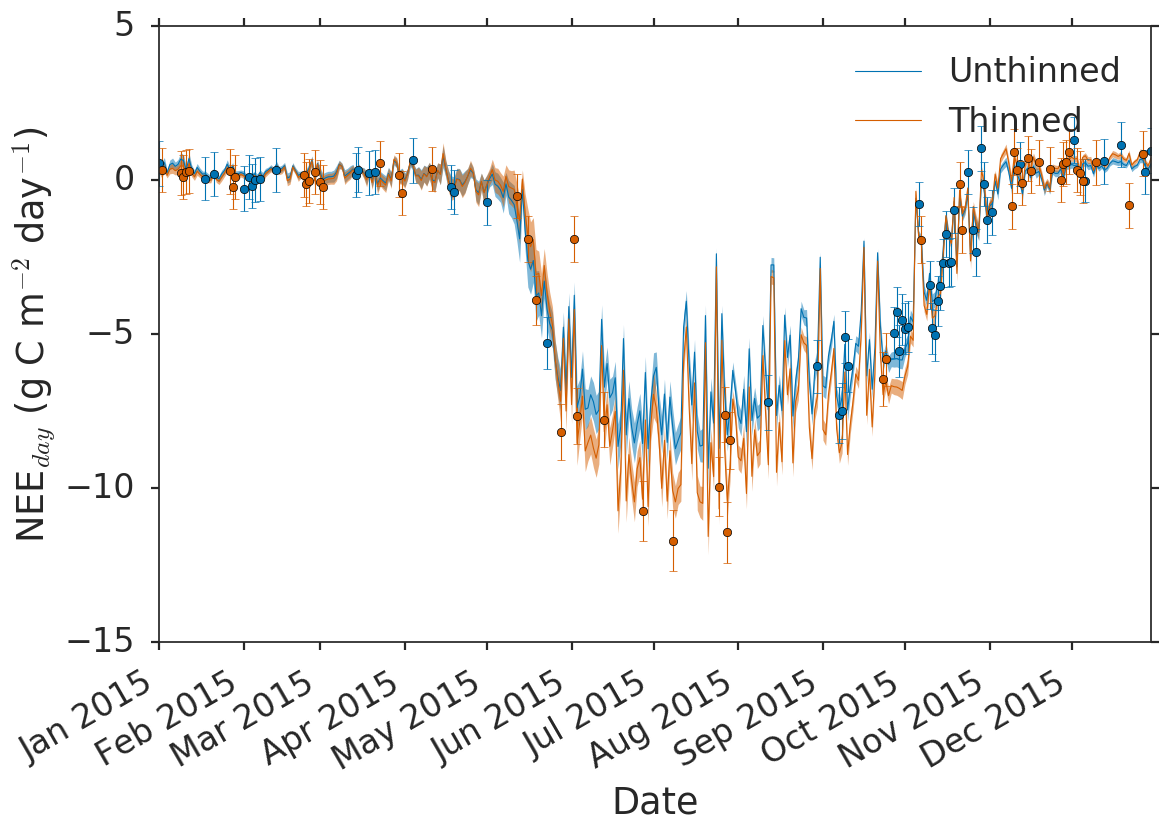 5
0
−5
−10
−15
NEE_{day} (g C m^{−2} day^{−1})
Unthinned
Thinned
Jan 2015
Feb 2015
Mar 2015
Apr 2015
May 2015
Jun 2015
Jul 2015
Aug 2015
Sep 2015
Oct 2015
Nov 2015
Dec 2015
Date